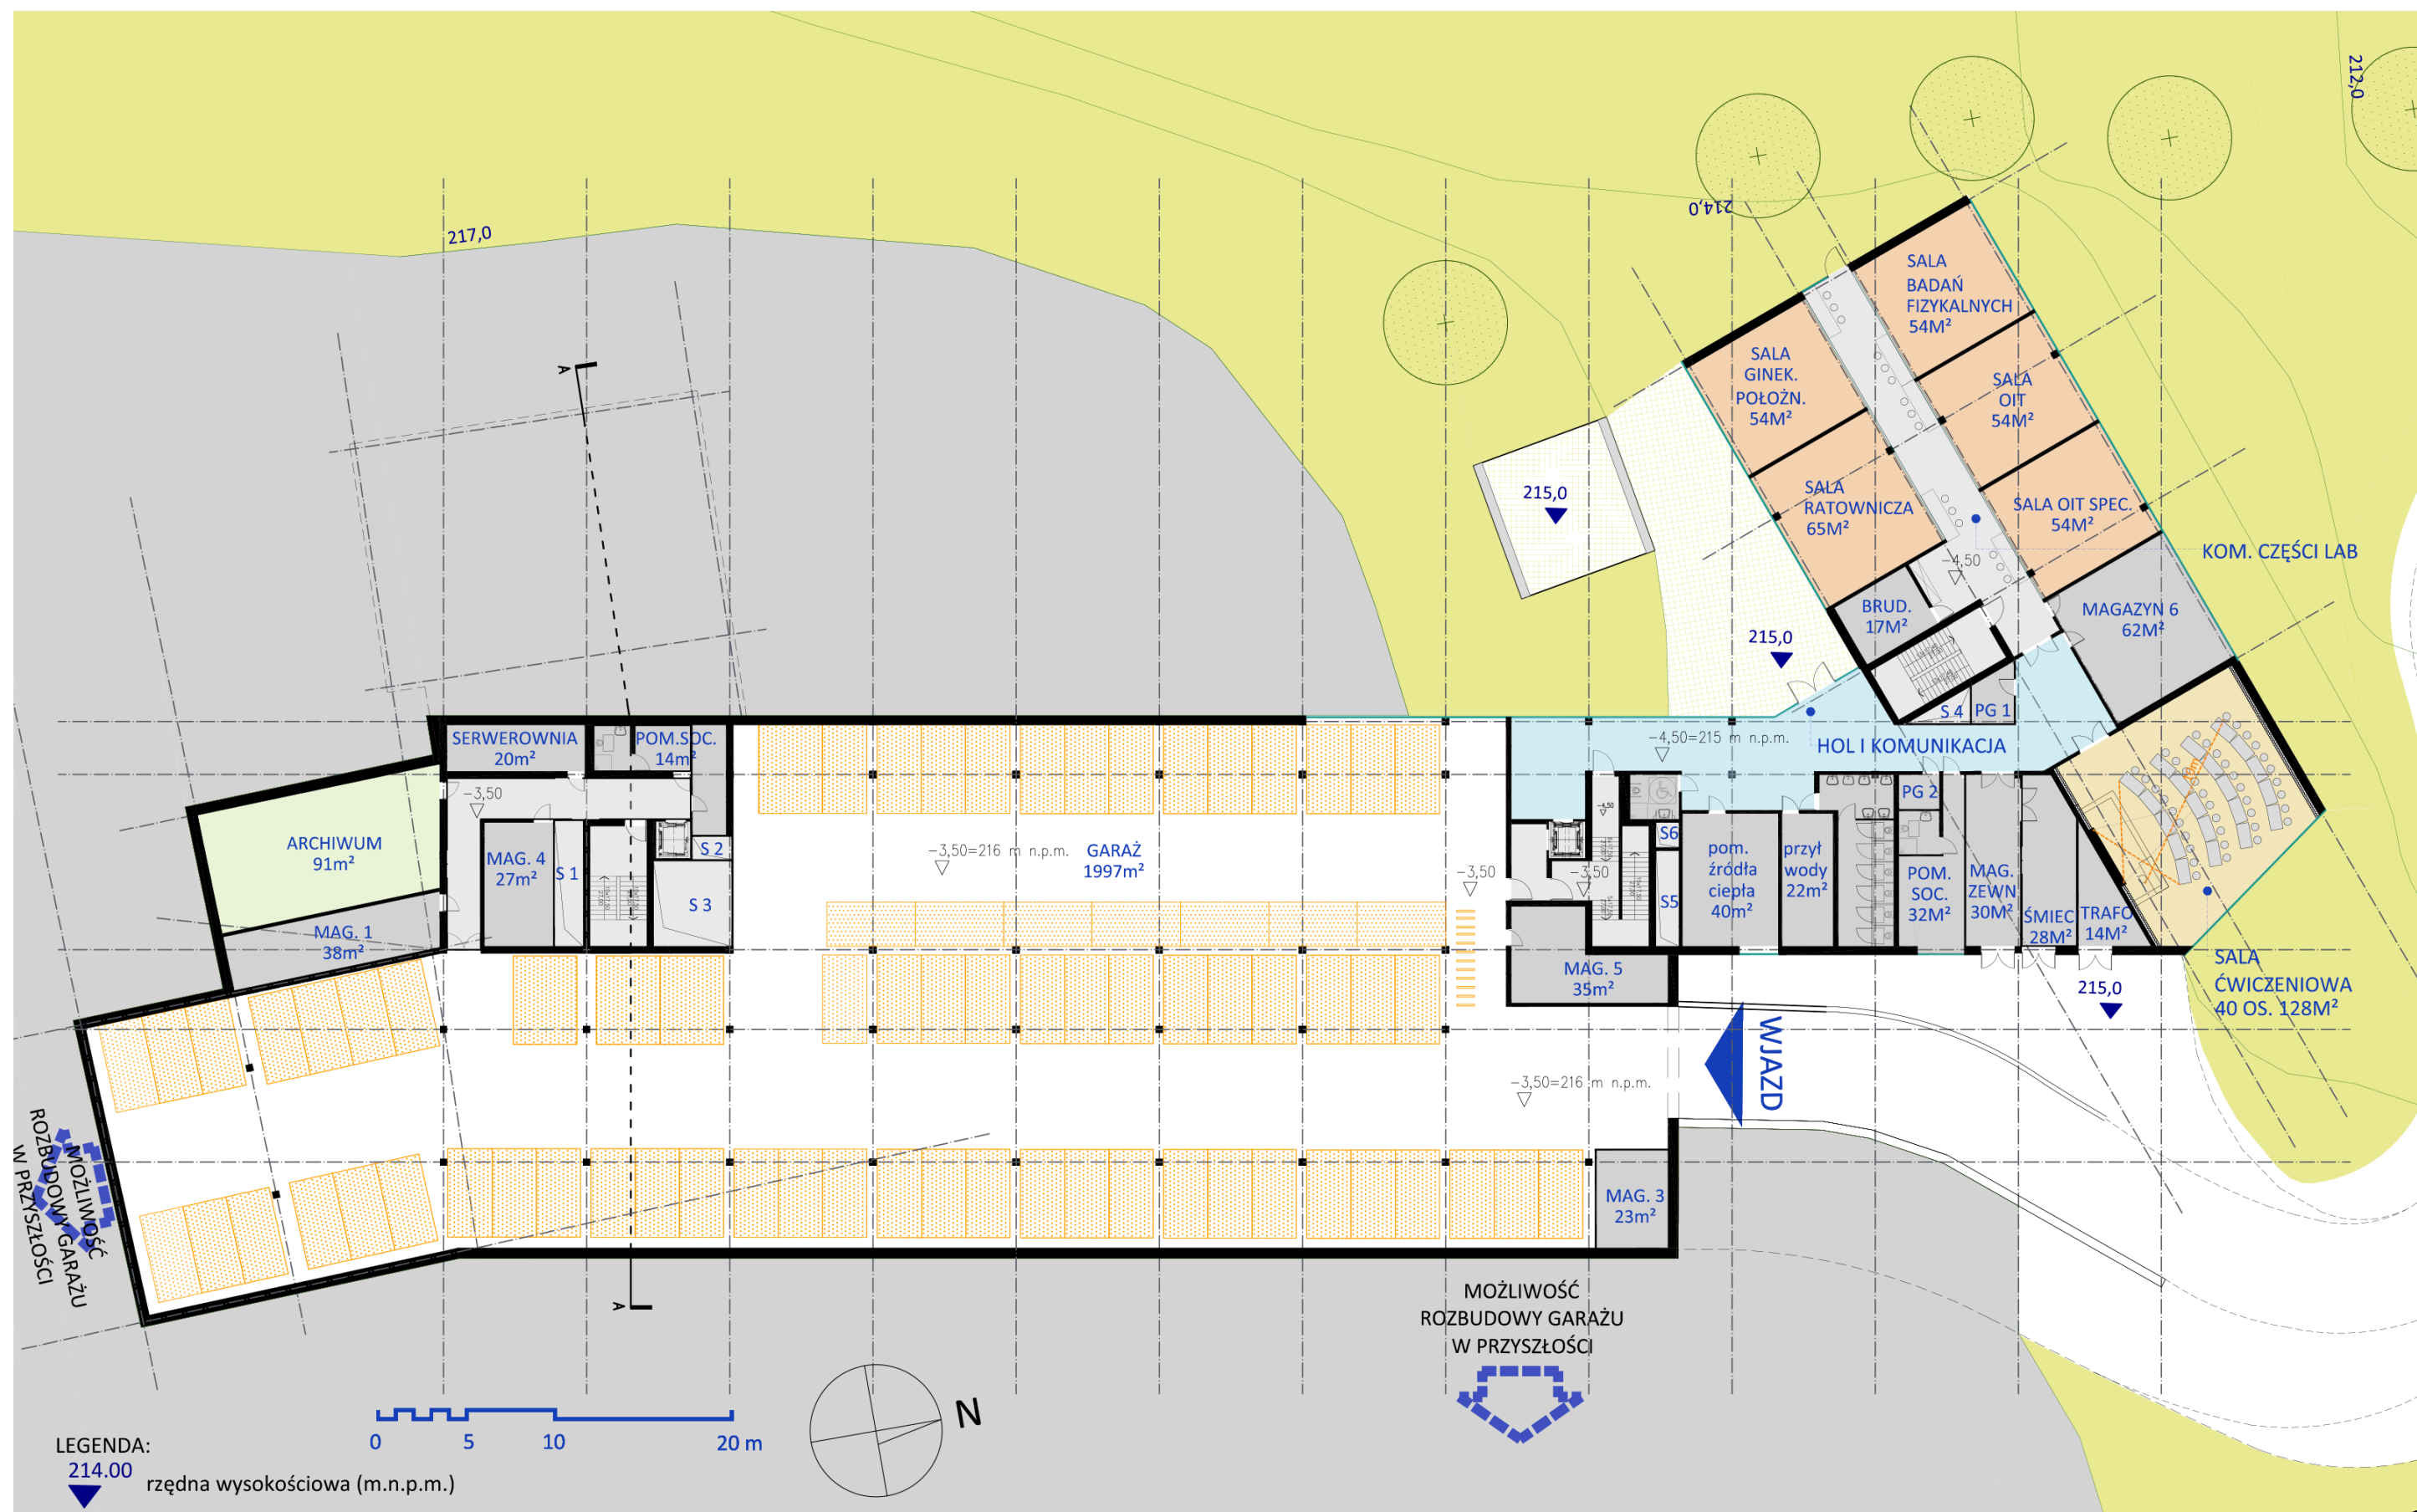 212,0
214,0
217,0
SALA
BADAŃ
FIZYKALNYCH
54M²
SALA
GINEK.
POŁOŻN.
54M²
SALA
OIT
54M²
A
SALA
RATOWNICZA
65M²
SALA OIT SPEC.
54M²
215,0
KOM. CZĘŚCI LAB
-4,50
BRUD.
17M²
MAGAZYN 6
62M²
215,0
S 4
PG 1
SERWEROWNIA
20m²
POM.SOC.
14m²
-4,50=215 m n.p.m.
HOL I KOMUNIKACJA
-3,50
PG 2
-4,50
ARCHIWUM
91m²
MAG. 4
27m²
S 1
S 2
S 3
-3,50=216 m n.p.m.
GARAŻ
1997m²
-3,50
-3,50
S6
S5
pom.
źródła
ciepła
40m²
przył
wody
22m²
POM.
SOC.
32M²
MAG.
ZEWN
30M²
ŚMIEC
28M²
TRAFO
14M²
MAG. 1
38m²
MAG. 5
35m²
SALA
ĆWICZENIOWA
40 OS. 128M²
215,0
WJAZD
-3,50=216 m n.p.m.
MOŻLIWOŚĆ
ROZBUDOWY GARAŻU
W PRZYSZŁOŚCI
MAG. 3
23m²
A
MOŻLIWOŚĆ
ROZBUDOWY GARAŻU
W PRZYSZŁOŚCI
N
0 5 10 20 m
LEGENDA:
214.00
rzędna wysokościowa (m.n.p.m.)